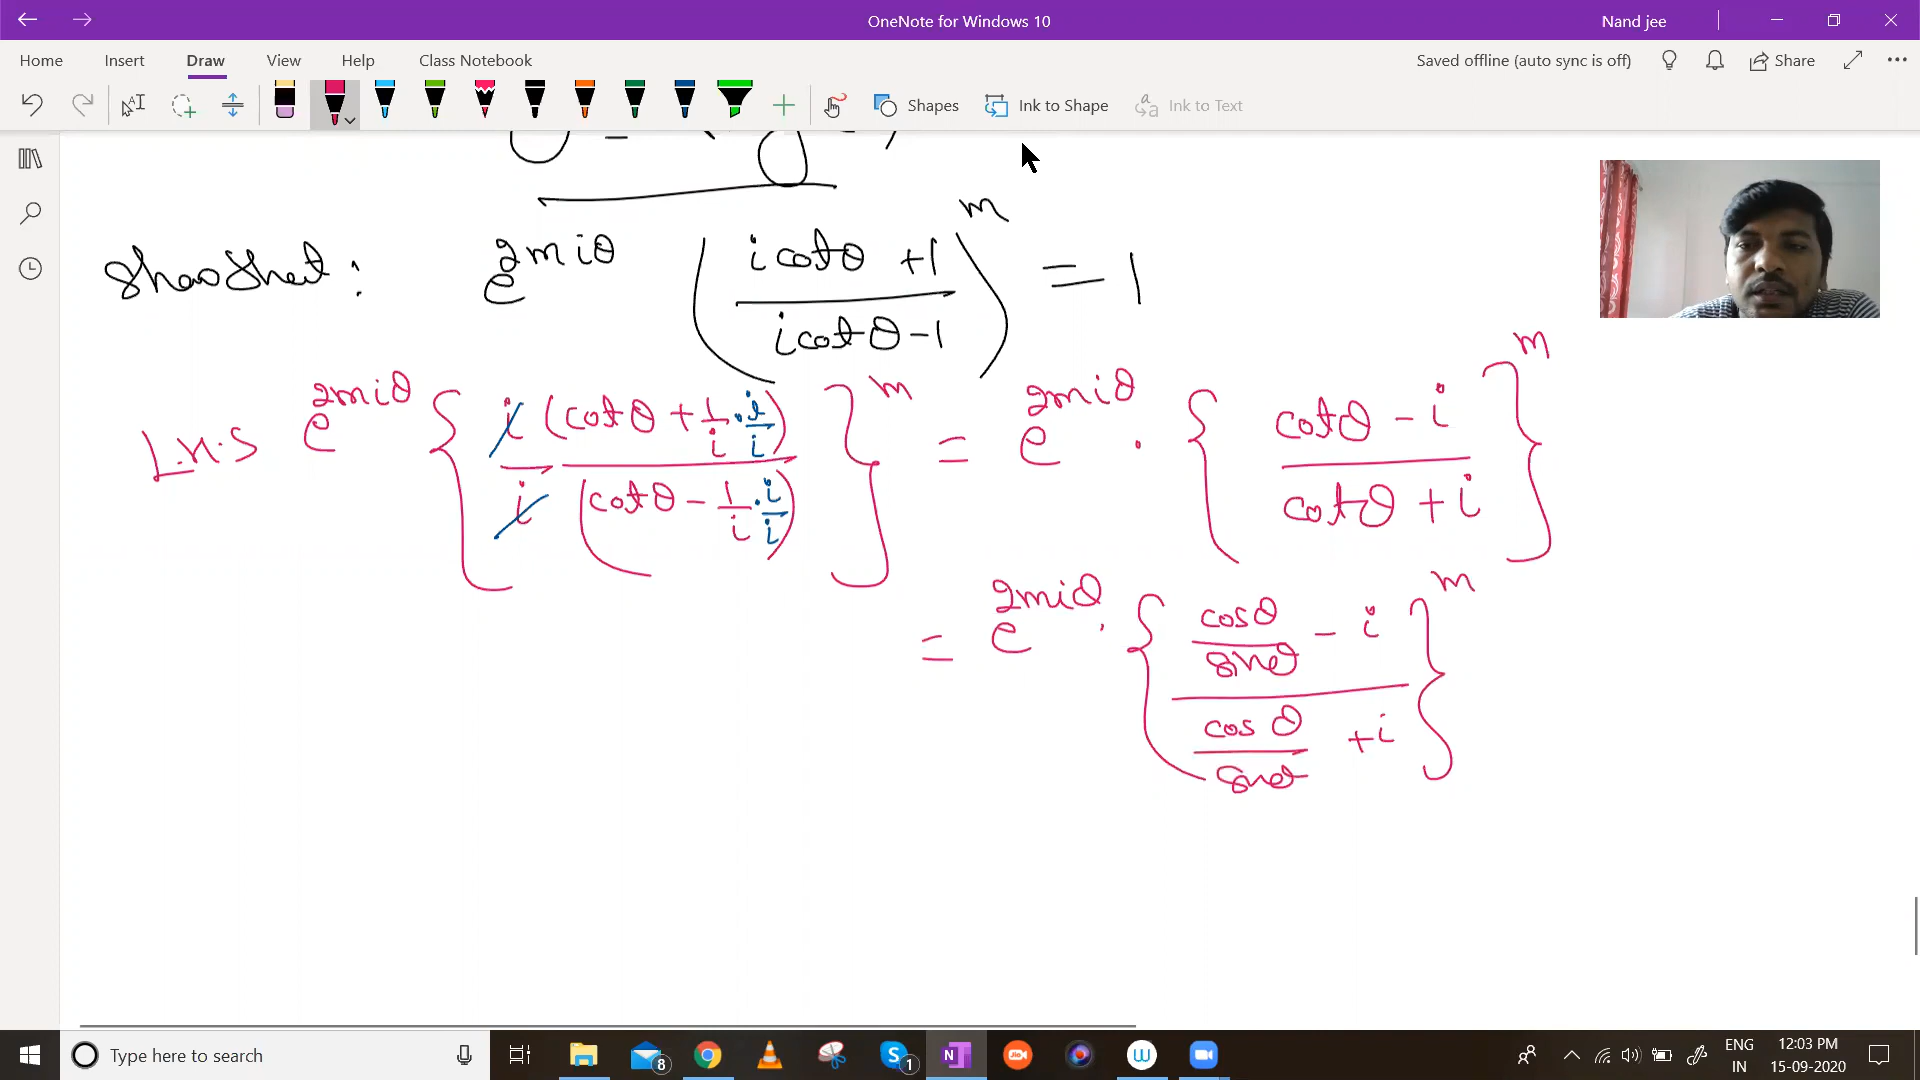 OneNote for Windows 10
Nand jee
Home Insert Draw View Help Class Notebook
Saved offline (auto sync is off) Share
Shapes Ink to Shape Ink to Text
Show that : e^{2miθ} ( (i cotθ + 1) / (i cotθ - 1) )^m = 1
L.H.S e^{2miθ} { i (cotθ + 1/i · i/i) / i (cotθ - 1/i · i/i) }^m = e^{2miθ} · { (cotθ - i) / (cotθ + i) }^m
= e^{2miθ} · { (cosθ/sinθ - i) / (cosθ/sinθ + i) }^m
Type here to search
8
1
ENG
IN
12:03 PM
15-09-2020